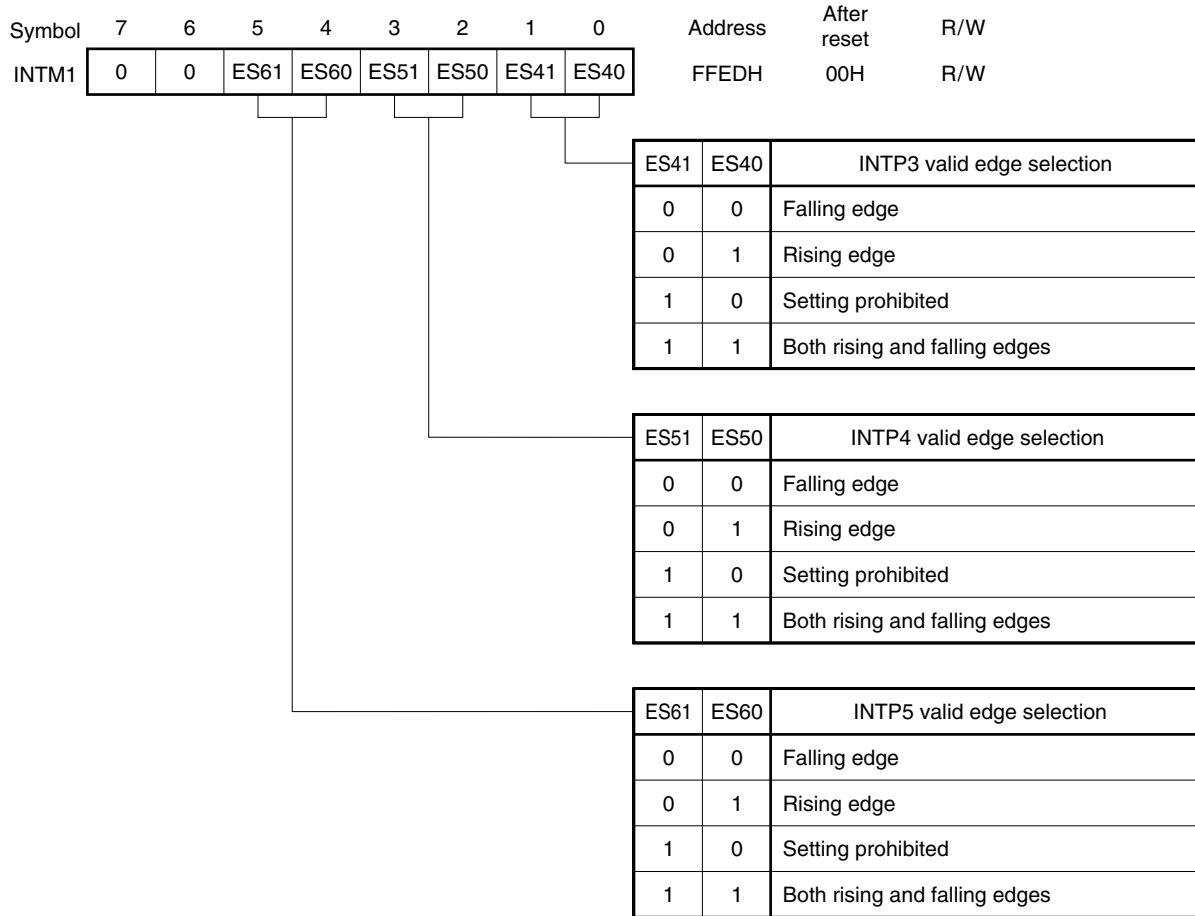 Symbol 7 6 5 4 3 2 1 0 Address After reset R/W
INTM1 0 0 ES61 ES60 ES51 ES50 ES41 ES40 FFEDH 00H R/W
ES41 ES40 INTP3 valid edge selection
0 0 Falling edge
0 1 Rising edge
1 0 Setting prohibited
1 1 Both rising and falling edges
ES51 ES50 INTP4 valid edge selection
0 0 Falling edge
0 1 Rising edge
1 0 Setting prohibited
1 1 Both rising and falling edges
ES61 ES60 INTP5 valid edge selection
0 0 Falling edge
0 1 Rising edge
1 0 Setting prohibited
1 1 Both rising and falling edges